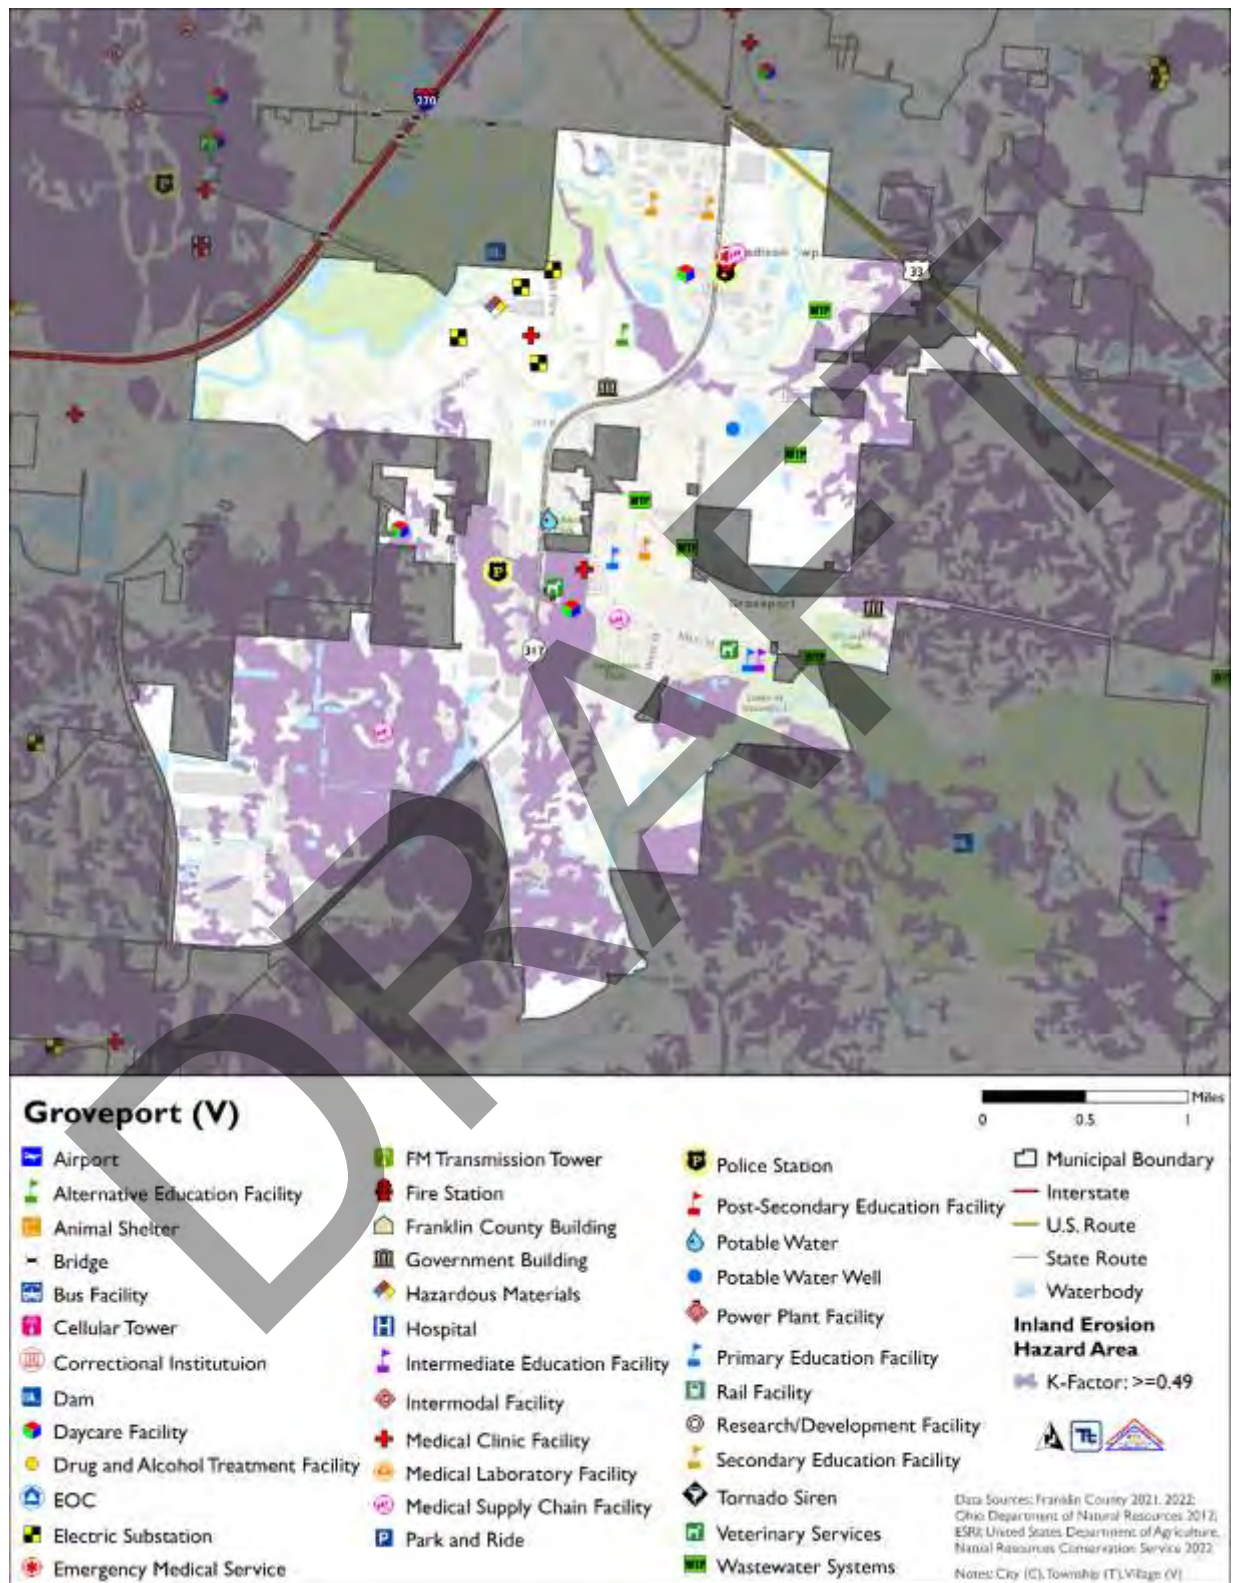 270
33
Groveport
Main St
317
DRAFT
Groveport (V)
Miles
0 0.5 1
Airport
Alternative Education Facility
Animal Shelter
Bridge
Bus Facility
Cellular Tower
Correctional Instituition
Dam
Daycare Facility
Drug and Alcohol Treatment Facility
EOC
Electric Substation
Emergency Medical Service
FM Transmission Tower
Fire Station
Franklin County Building
Government Building
Hazardous Materials
Hospital
Intermediate Education Facility
Intermodal Facility
Medical Clinic Facility
Medical Laboratory Facility
Medical Supply Chain Facility
Park and Ride
Police Station
Post-Secondary Education Facility
Potable Water
Potable Water Well
Power Plant Facility
Primary Education Facility
Rail Facility
Research/Development Facility
Secondary Education Facility
Tornado Siren
Veterinary Services
WTP Wastewater Systems
Municipal Boundary
Interstate
U.S. Route
State Route
Waterbody
Inland Erosion
Hazard Area
K-Factor: >=0.49
Data Sources: Franklin County 2021, 2022;
Ohio Department of Natural Resources 2012;
ESRI; United States Department of Agriculture,
Natural Resources Conservation Service 2022
Notes: City (C), Township (T), Village (V)